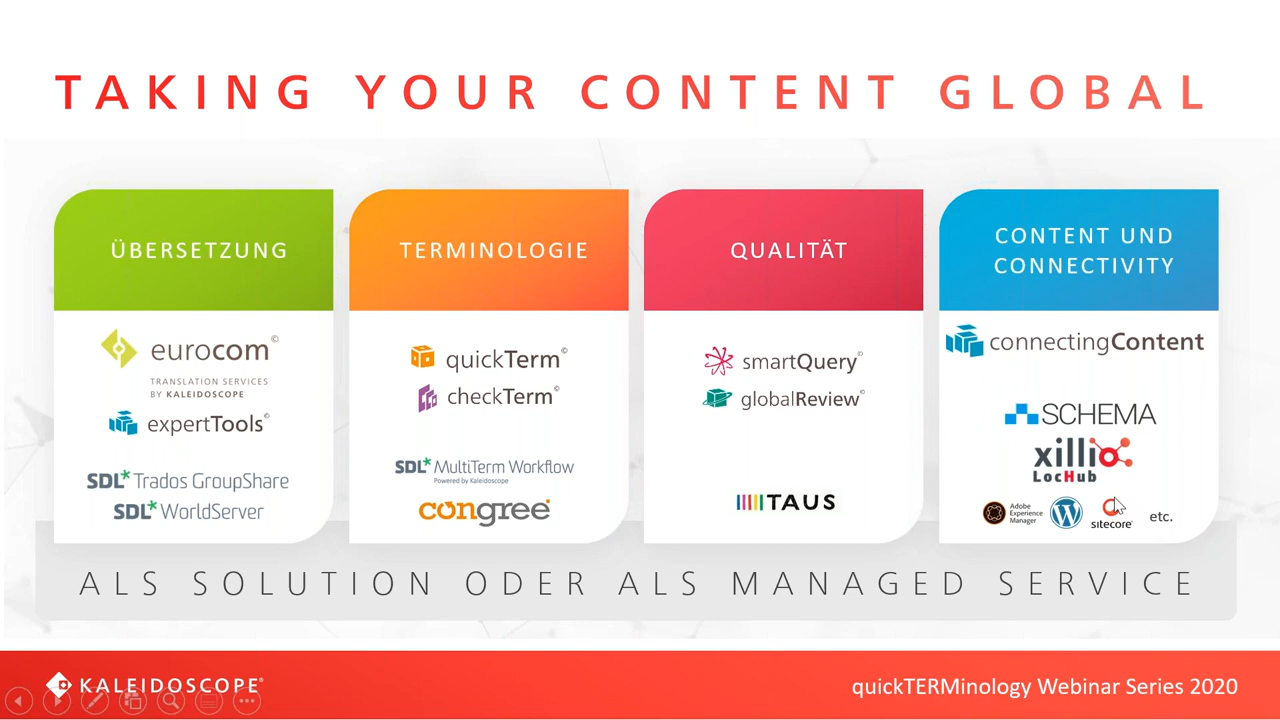 TAKING YOUR CONTENT GLOBAL
ÜBERSETZUNG
eurocom©
TRANSLATION SERVICES
BY KALEIDOSCOPE
expertTools©
SDL* Trados GroupShare
SDL* WorldServer
TERMINOLOGIE
quickTerm©
checkTerm©
SDL* MultiTerm Workflow
Powered by Kaleidoscope
congree
QUALITÄT
smartQuery©
globalReview©
TAUS
CONTENT UND
CONNECTIVITY
connectingContent
SCHEMA
xillio
LocHub
Adobe
Experience
Manager
sitecore
etc.
ALS SOLUTION ODER ALS MANAGED SERVICE
KALEIDOSCOPE®
quickTERMinology Webinar Series 2020